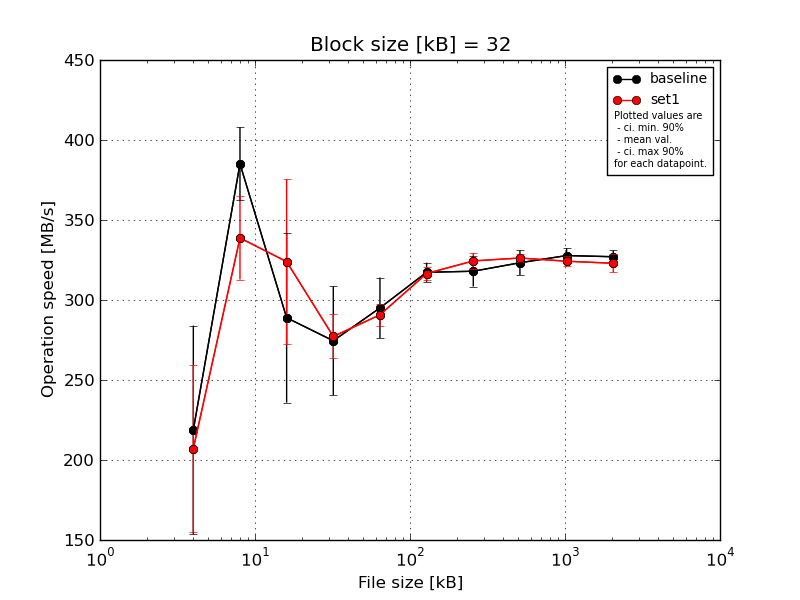 Block size [kB] = 32
450
400
350
300
250
200
150
Operation speed [MB/s]
baseline
set1
Plotted values are
- ci. min. 90%
- mean val.
- ci. max 90%
for each datapoint.
10^0 10^1 10^2 10^3 10^4
File size [kB]